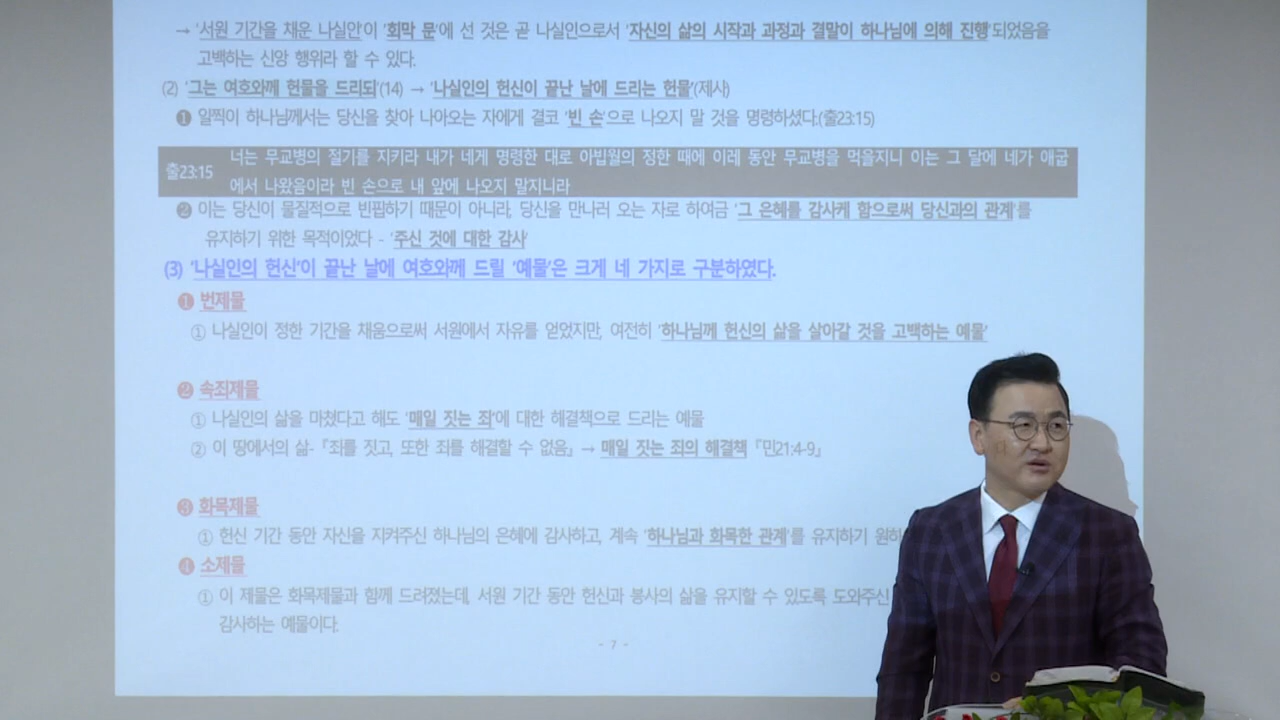 → '서원 기간을 채운 나실인'이 '회막 문'에 선 것은 곧 나실인으로서 '자신의 삶의 시작과 과정과 결말이 하나님에 의해 진행'되었음을
고백하는 신앙 행위라 할 수 있다.
(2) '그는 여호와께 헌물을 드리되'(14) → '나실인의 헌신이 끝난 날에 드리는 헌물'(제사)
❶ 일찍이 하나님께서는 당신을 찾아 나아오는 자에게 결코 '빈 손'으로 나오지 말 것을 명령하셨다.(출23:15)
출23:15
너는 무교병의 절기를 지키라 내가 네게 명령한 대로 아빕월의 정한 때에 이레 동안 무교병을 먹을지니 이는 그 달에 네가 애굽
에서 나왔음이라 빈 손으로 내 앞에 나오지 말지니라
❷ 이는 당신이 물질적으로 빈핍하기 때문이 아니라, 당신을 만나러 오는 자로 하여금 '그 은혜를 감사케 함으로써 당신과의 관계'를
유지하기 위한 목적이었다 - '주신 것에 대한 감사'
(3) '나실인의 헌신'이 끝난 날에 여호와께 드릴 '예물'은 크게 네 가지로 구분하였다.
❶ 번제물
① 나실인이 정한 기간을 채움으로써 서원에서 자유를 얻었지만, 여전히 '하나님께 헌신의 삶을 살아갈 것을 고백하는 예물'
❷ 속죄제물
① 나실인의 삶을 마쳤다고 해도 '매일 짓는 죄'에 대한 해결책으로 드리는 예물
② 이 땅에서의 삶-『죄를 짓고, 또한 죄를 해결할 수 없음』 → 매일 짓는 죄의 해결책 『민21:4-9』
❸ 화목제물
① 헌신 기간 동안 자신을 지켜주신 하나님의 은혜에 감사하고, 계속 '하나님과 화목한 관계'를 유지하기 원하
❹ 소제물
① 이 제물은 화목제물과 함께 드려졌는데, 서원 기간 동안 헌신과 봉사의 삶을 유지할 수 있도록 도와주신
감사하는 예물이다.
- 7 -